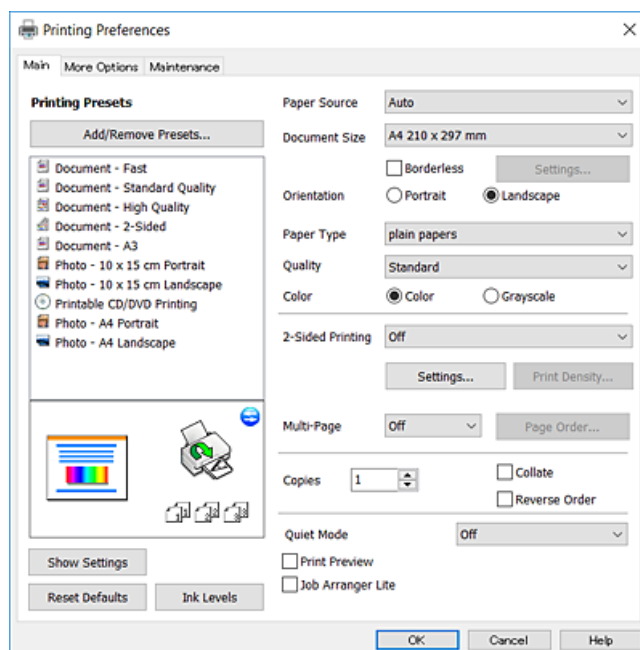 Printing Preferences
Main More Options Maintenance
Printing Presets
Add/Remove Presets...
Document - Fast
Document - Standard Quality
Document - High Quality
Document - 2-Sided
Document - A3
Photo - 10 x 15 cm Portrait
Photo - 10 x 15 cm Landscape
Printable CD/DVD Printing
Photo - A4 Portrait
Photo - A4 Landscape
Show Settings
Reset Defaults Ink Levels
Paper Source Auto
Document Size A4 210 x 297 mm
Borderless Settings...
Orientation Portrait Landscape
Paper Type plain papers
Quality Standard
Color Color Grayscale
2-Sided Printing Off
Settings... Print Density...
Multi-Page Off Page Order...
Copies 1 Collate
Reverse Order
Quiet Mode Off
Print Preview
Job Arranger Lite
OK Cancel Help